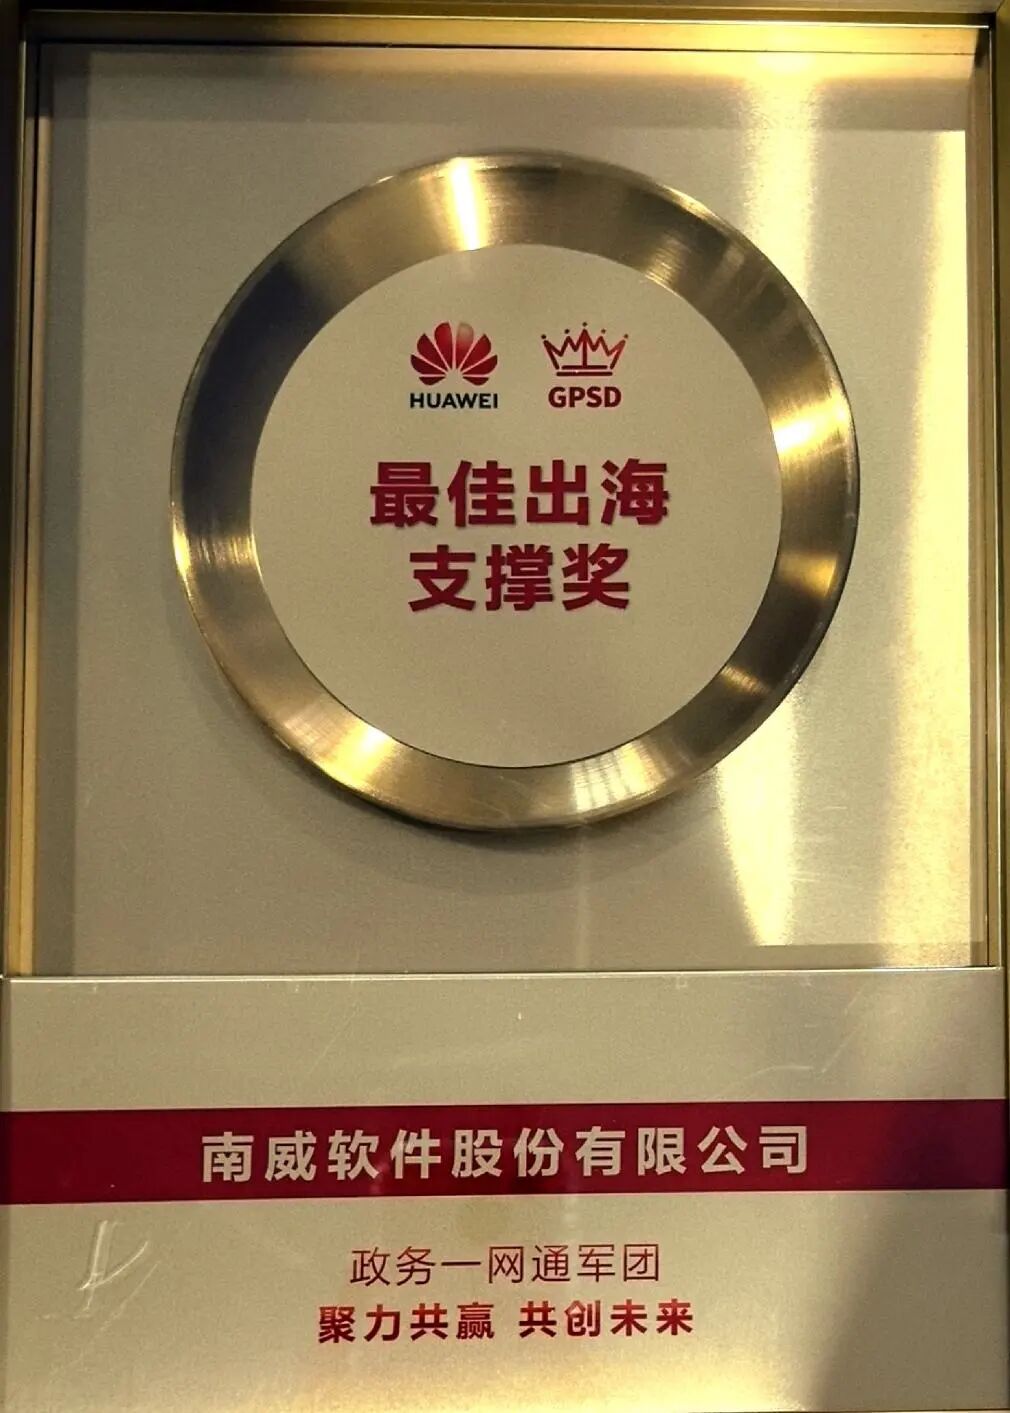 HUAWEI GPSD
最佳出海
支撑奖
南威软件股份有限公司
政务一网通军团
聚力共赢 共创未来